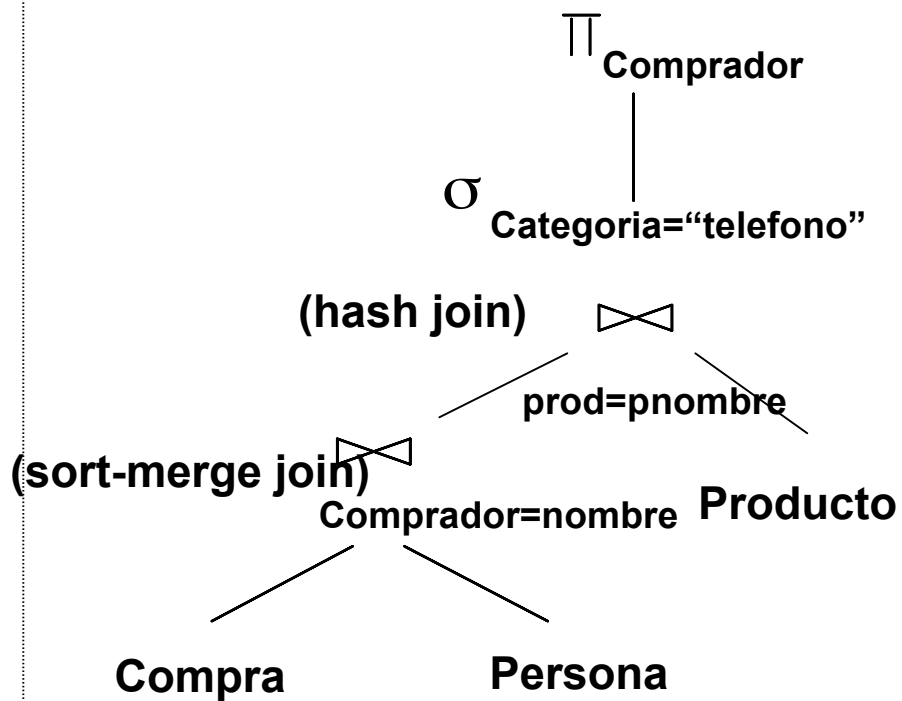 π Comprador
σ Categoria=“telefono”
(hash join) ⋈
prod=pnombre
(sort-merge join) ⋈
Comprador=nombre
Producto
Compra
Persona